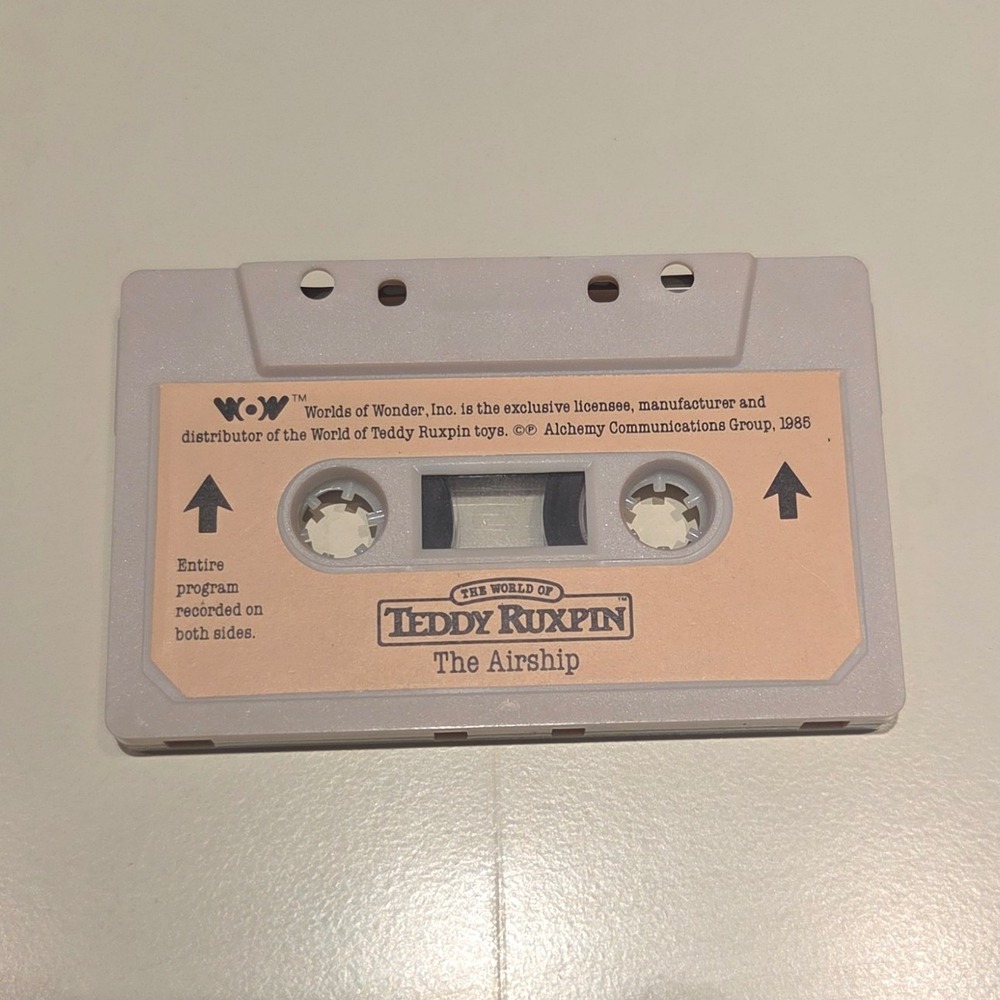 WOW™ Worlds of Wonder, Inc. is the exclusive licensee, manufacturer and
distributor of the World of Teddy Ruxpin toys. ©℗ Alchemy Communications Group, 1985
Entire
program
recorded on
both sides.
THE WORLD OF
TEDDY RUXPIN™
The Airship